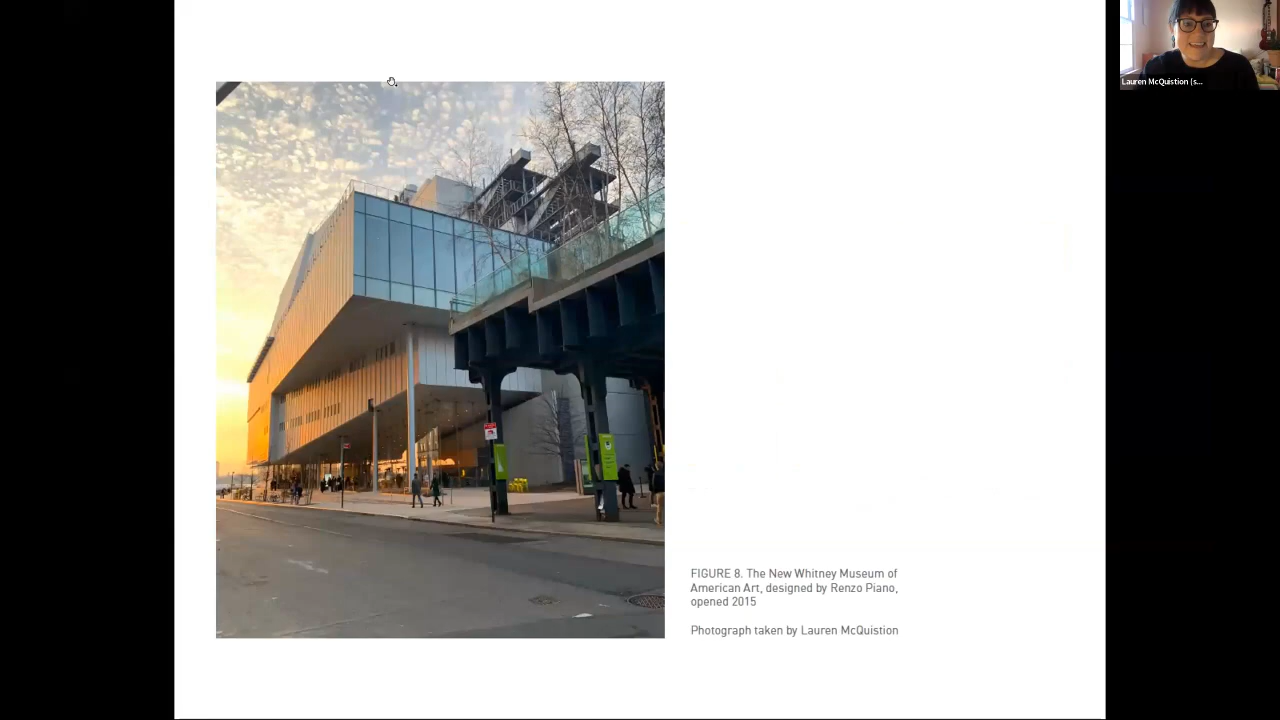 Lauren McQuistion (s...
FIGURE 8. The New Whitney Museum of
American Art, designed by Renzo Piano,
opened 2015
Photograph taken by Lauren McQuistion